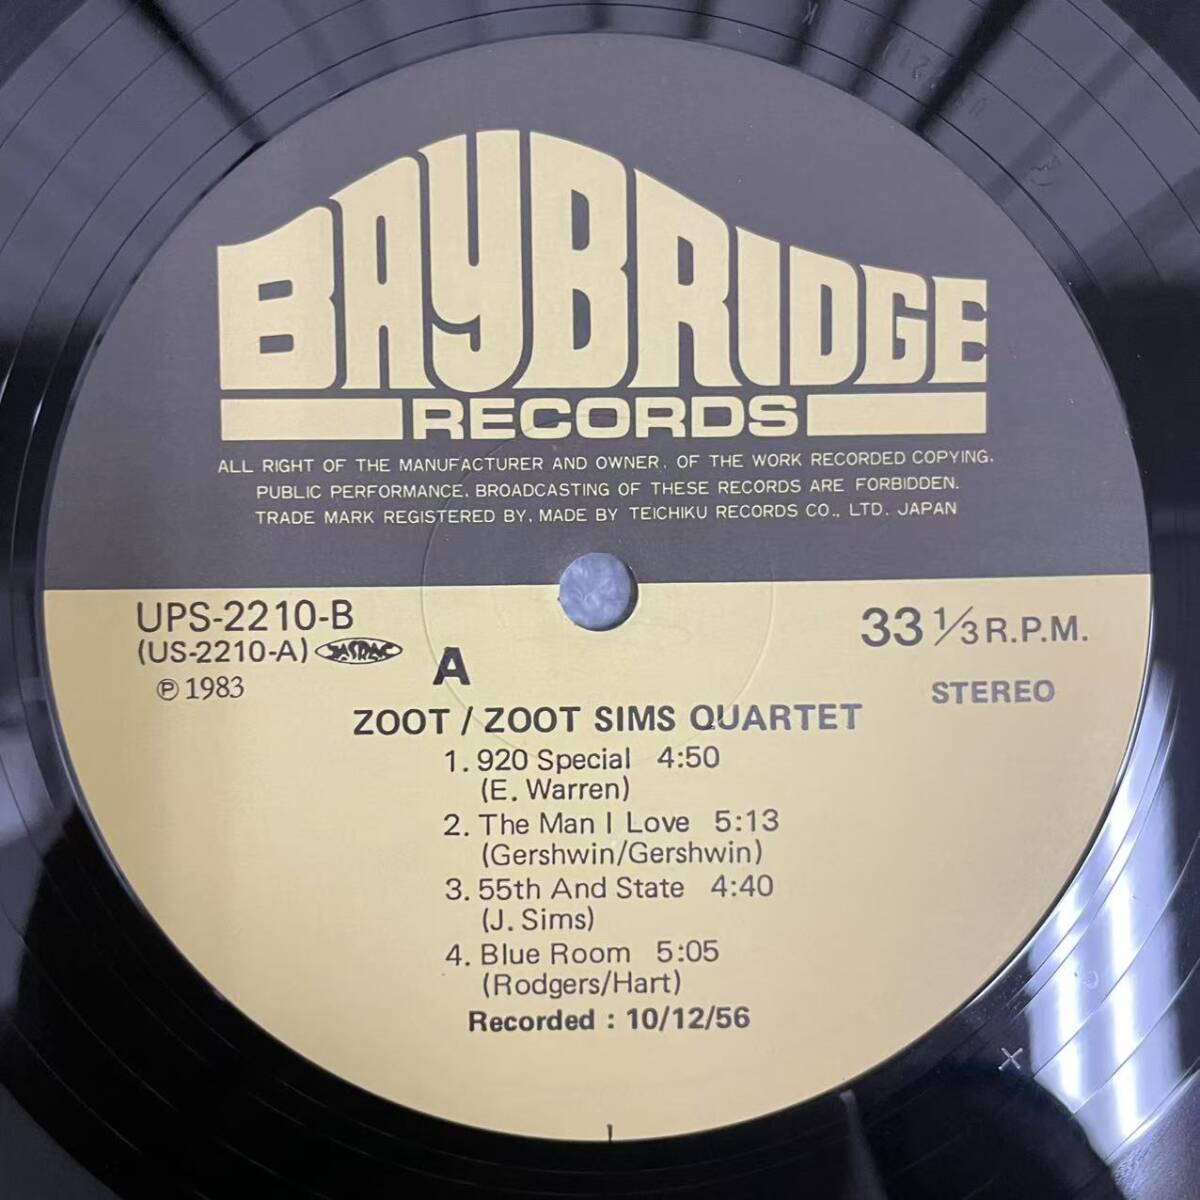 BAYBRIDGE
RECORDS
ALL RIGHT OF THE MANUFACTURER AND OWNER, OF THE WORK RECORDED COPYING,
PUBLIC PERFORMANCE, BROADCASTING OF THESE RECORDS ARE FORBIDDEN.
TRADE MARK REGISTERED BY, MADE BY TEICHIKU RECORDS CO., LTD. JAPAN
UPS-2210-B
(US-2210-A) JASRAC
℗ 1983
A
33 1/3 R.P.M.
STEREO
ZOOT / ZOOT SIMS QUARTET
1. 920 Special 4:50
(E. Warren)
2. The Man I Love 5:13
(Gershwin/Gershwin)
3. 55th And State 4:40
(J. Sims)
4. Blue Room 5:05
(Rodgers/Hart)
Recorded : 10/12/56